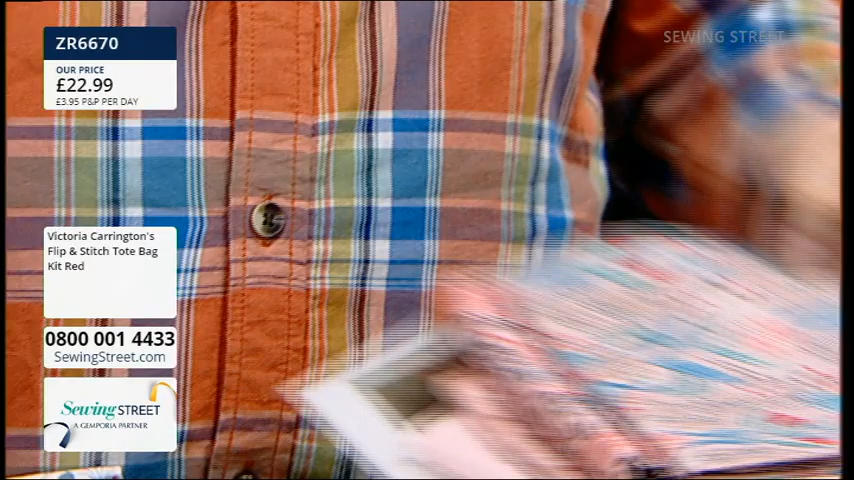 ZR6670
OUR PRICE
£22.99
£3.95 P&P PER DAY
SEWING STREET
Victoria Carrington's
Flip & Stitch Tote Bag
Kit Red
0800 001 4433
SewingStreet.com
Sewing STREET
A GEMPORIA PARTNER